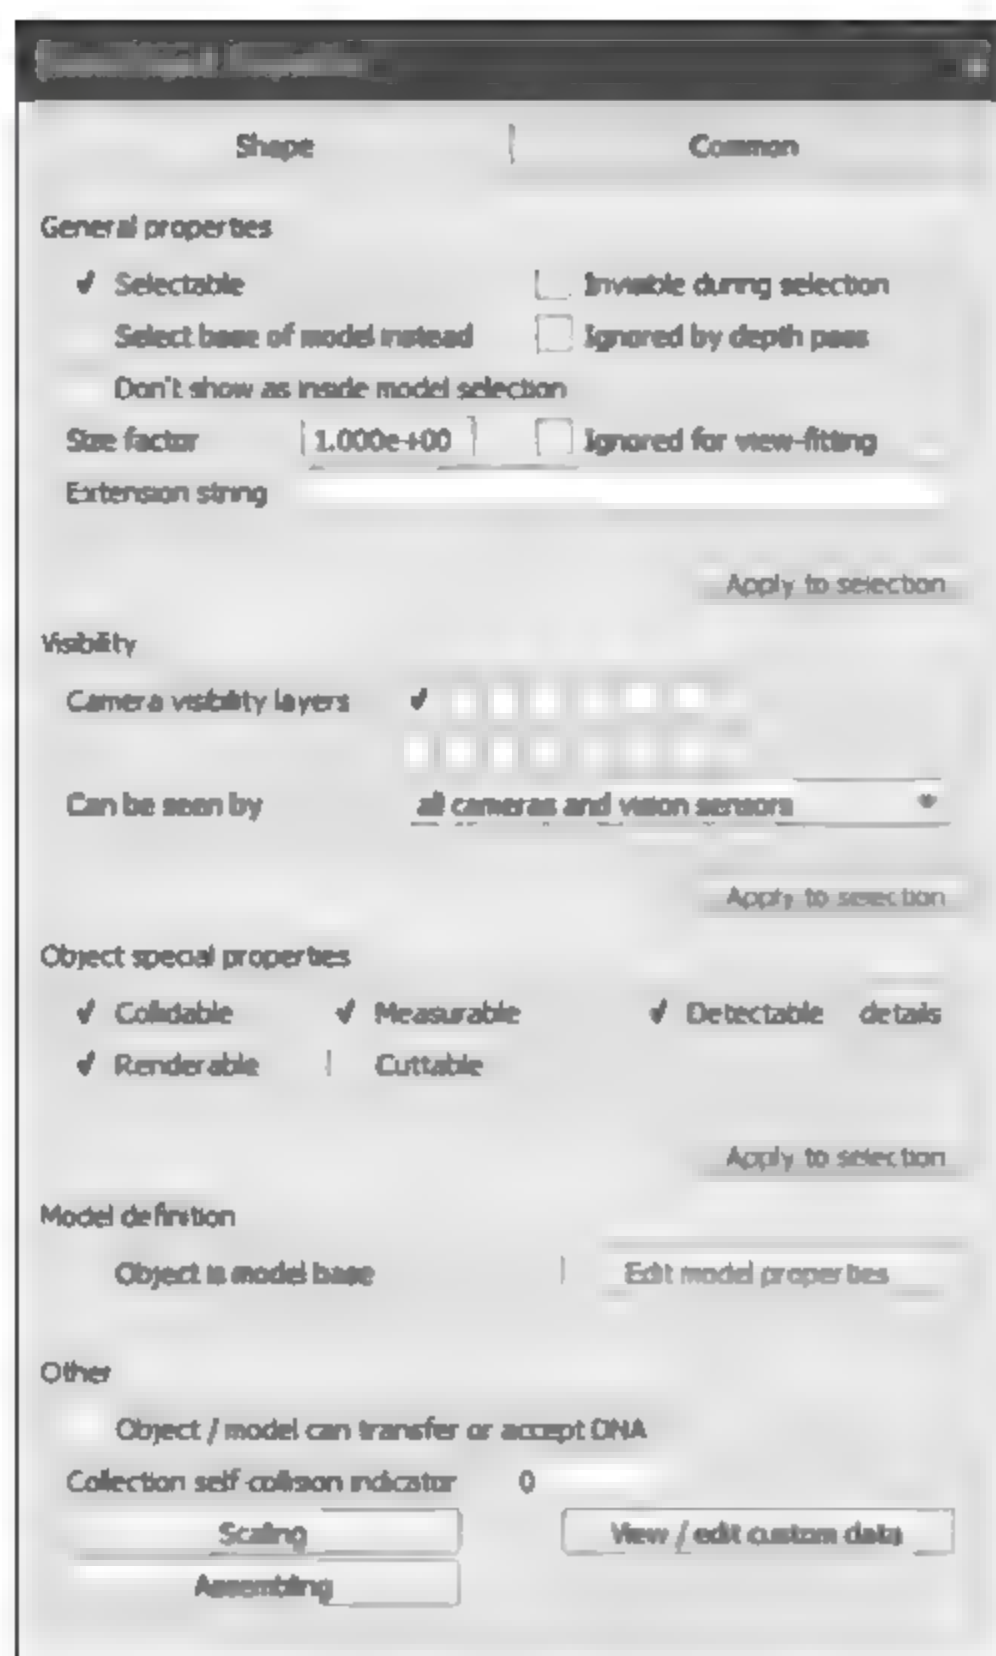 Shape Common
General properties
Selectable Invisible during selection
Select base of model instead Ignored by depth pass
Don't show as inside model selection
Size factor 1.000e+00 Ignored for view-fitting
Extension string
Apply to selection
Visibility
Camera visibility layers
Can be seen by all cameras and vision sensors
Apply to selection
Object special properties
Collidable Measurable Detectable details
Renderable Cuttable
Apply to selection
Model definition
Object is model base Edit model properties
Other
Object / model can transfer or accept DNA
Collection self-collision indicator 0
Scaling View / edit custom data
Assembling